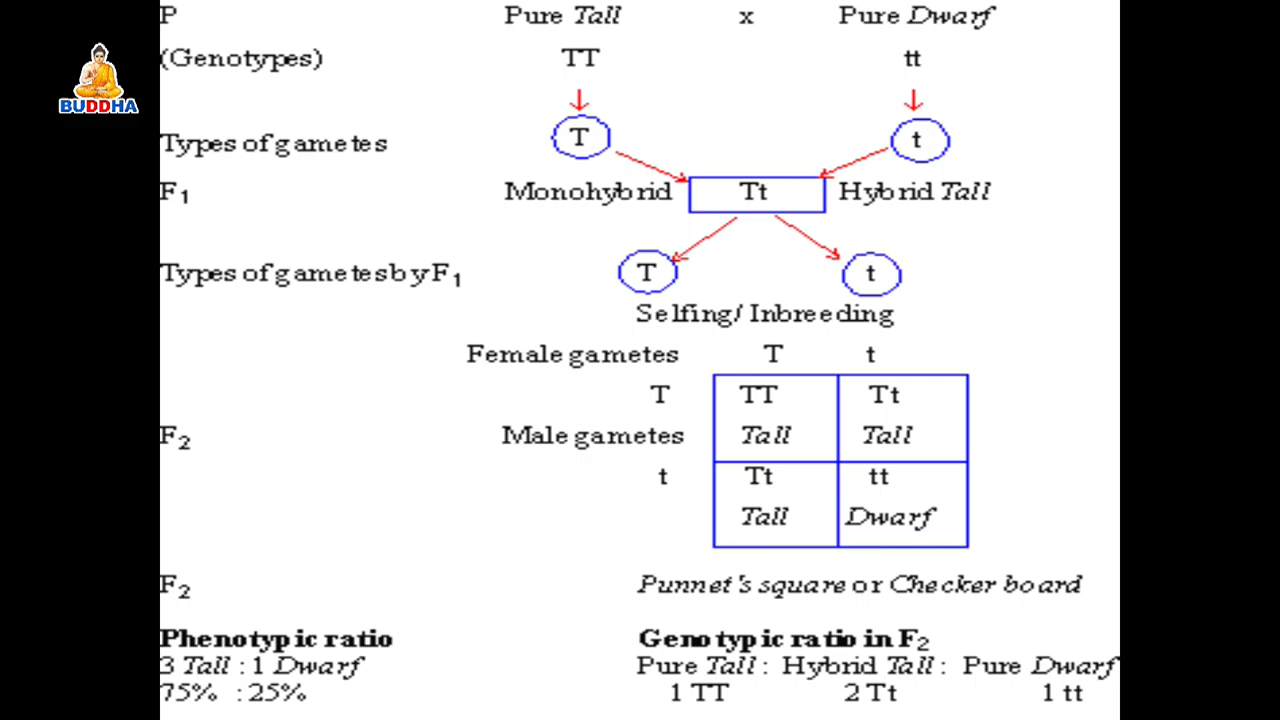 P Pure Tall x Pure Dwarf
BUDDHA
(Genotypes) TT tt
Types of gametes T t
F₁ Monohybrid Tt Hybrid Tall
Types of gametes by F₁ T t
Selfing/ Inbreeding
Female gametes T t
T TT Tt
F₂ Male gametes Tall Tall
t Tt tt
Tall Dwarf
F₂ Punnet's square or Checker board
Phenotypic ratio Genotypic ratio in F₂
3 Tall : 1 Dwarf Pure Tall : Hybrid Tall : Pure Dwarf
75% : 25% 1 TT 2 Tt 1 tt